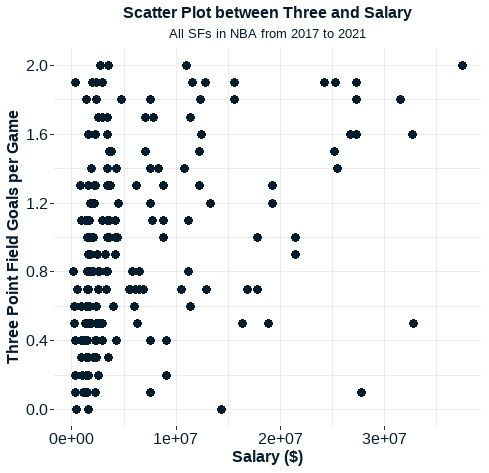 Scatter Plot between Three and Salary
All SFs in NBA from 2017 to 2021
Three Point Field Goals per Game
2.0
1.6
1.2
0.8
0.4
0.0
0e+00 1e+07 2e+07 3e+07
Salary ($)